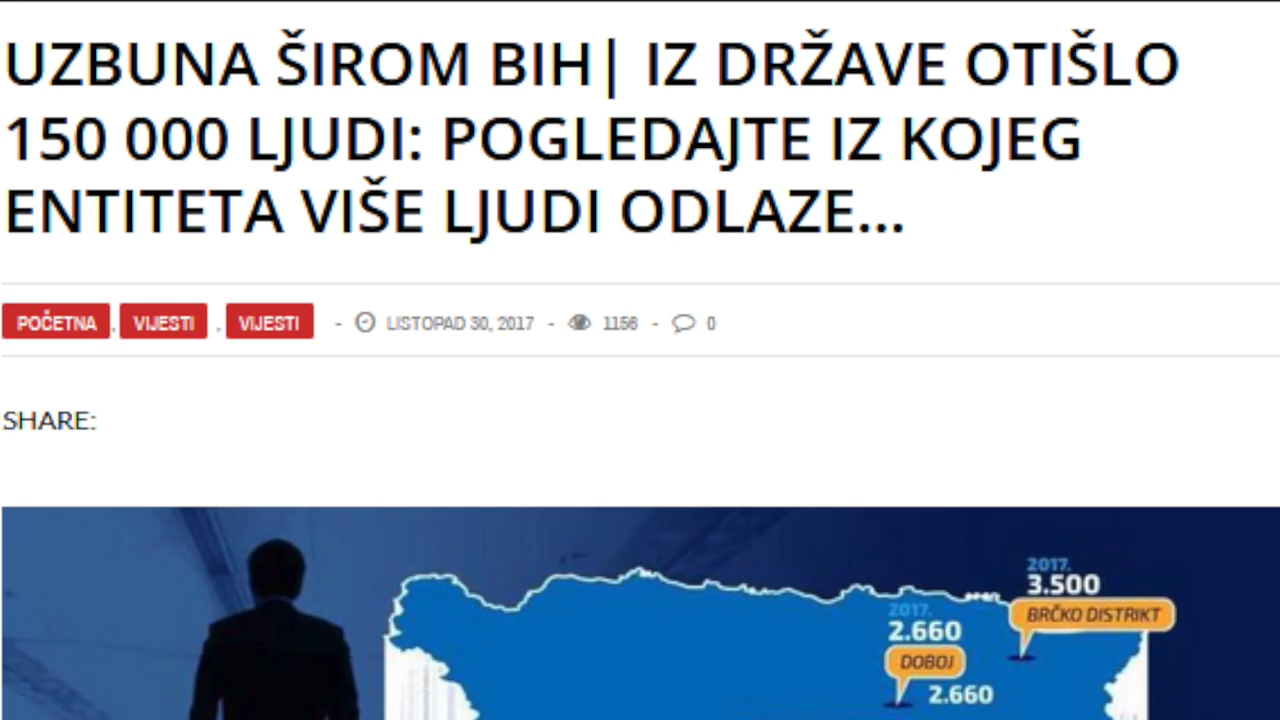 UZBUNA ŠIROM BIH| IZ DRŽAVE OTIŠLO
150 000 LJUDI: POGLEDAJTE IZ KOJEG
ENTITETA VIŠE LJUDI ODLAZE...
POČETNA , VIJESTI , VIJESTI - LISTOPAD 30, 2017 - 1156 - 0
SHARE:
2017.
3.500
BRČKO DISTRIKT
2017.
2.660
DOBOJ
2.660